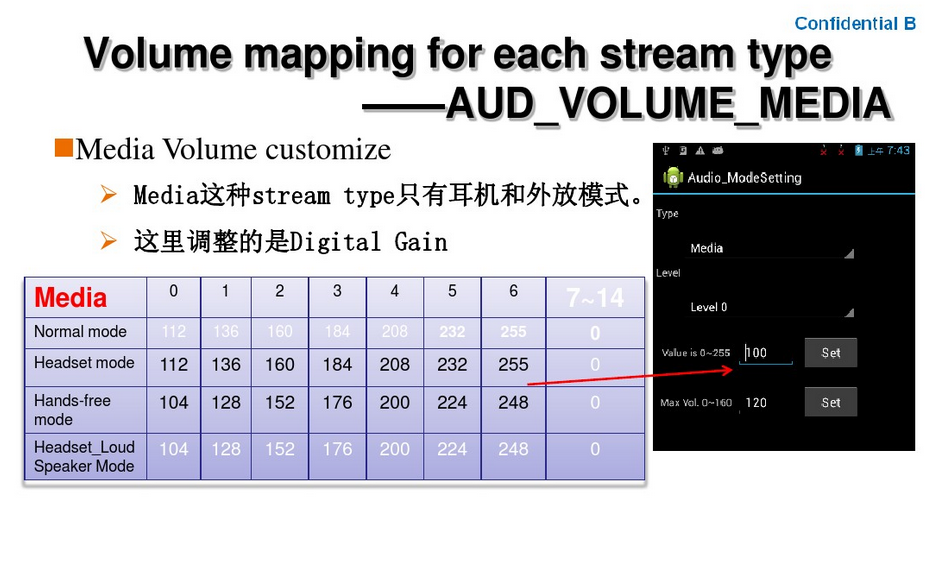 Confidential B
Volume mapping for each stream type
——AUD_VOLUME_MEDIA
Media Volume customize
Media这种stream type只有耳机和外放模式。
这里调整的是Digital Gain
Media 0 1 2 3 4 5 6 7~14
Normal mode 112 136 160 184 208 232 255 0
Headset mode 112 136 160 184 208 232 255 0
Hands-free
mode 104 128 152 176 200 224 248 0
Headset_Loud
Speaker Mode 104 128 152 176 200 224 248 0
上午 7:43
Audio_ModeSetting
Type
Media
Level
Level 0
Value is 0~255 100 Set
Max Vol. 0~160 120 Set